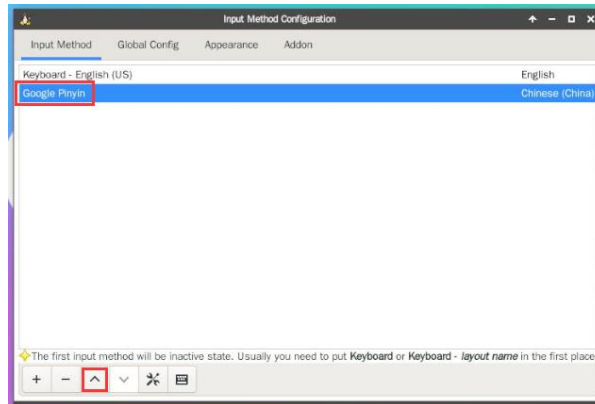 Input Method Configuration
Input Method Global Config Appearance Addon
Keyboard - English (US) English
Google Pinyin Chinese (China)
The first input method will be inactive state. Usually you need to put Keyboard or Keyboard - layout name in the first place